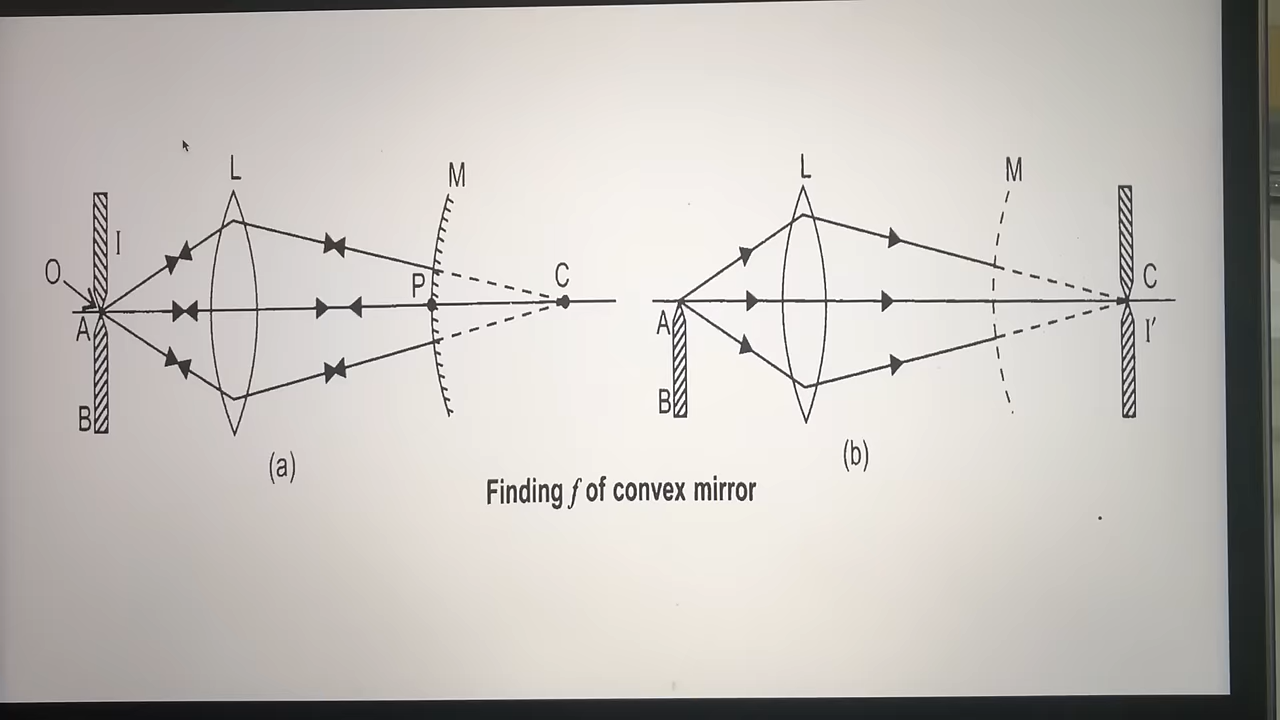 L
M
I
O
P
C
A
B
(a)
L
M
A
C
I′
B
(b)
Finding f of convex mirror